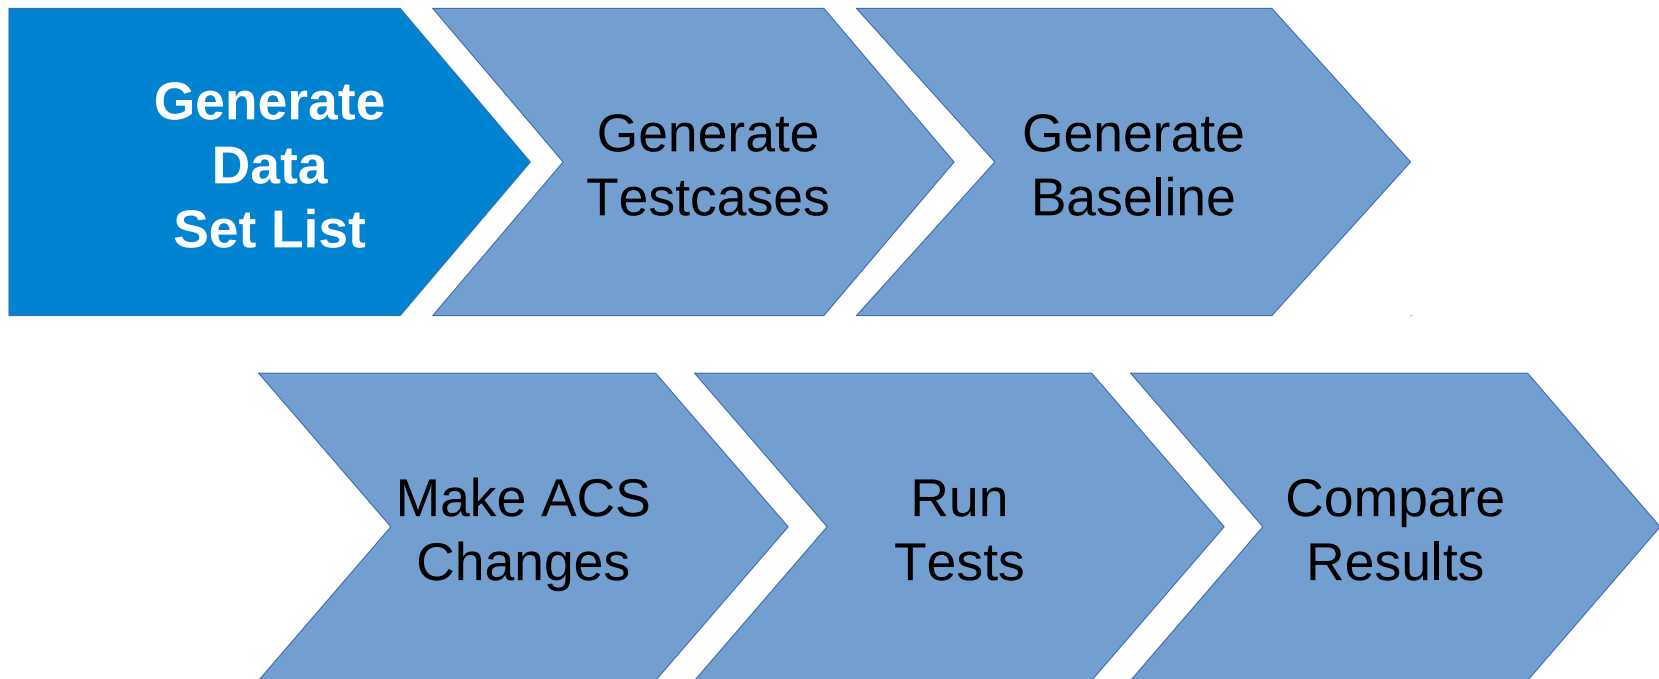 Generate
Data
Set List
Generate
Testcases
Generate
Baseline
Make ACS
Changes
Run
Tests
Compare
Results